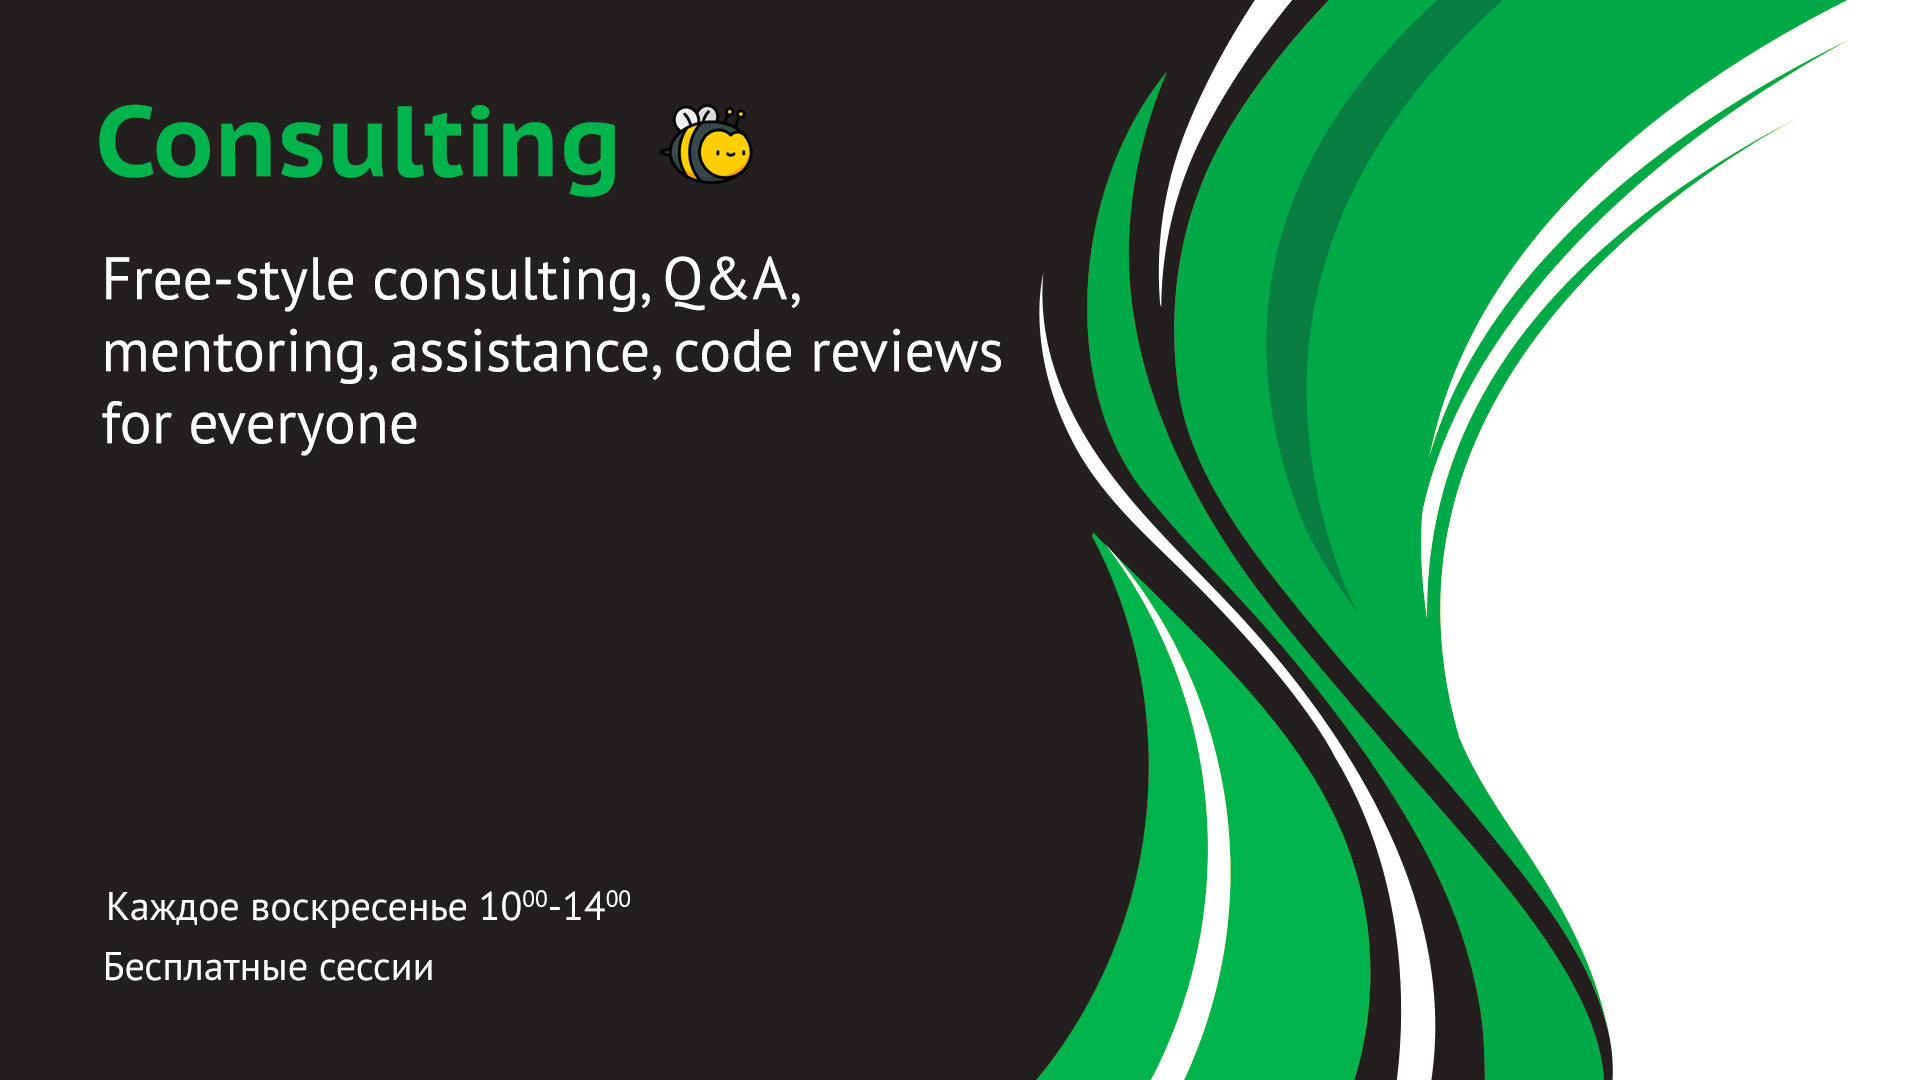 Consulting
Free-style consulting, Q&A,
mentoring, assistance, code reviews
for everyone
Каждое воскресенье 10⁰⁰-14⁰⁰
Бесплатные сессии